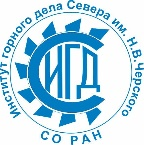 Институт горного дела Севера им. Н.В. Черского
ИГД
СО РАН